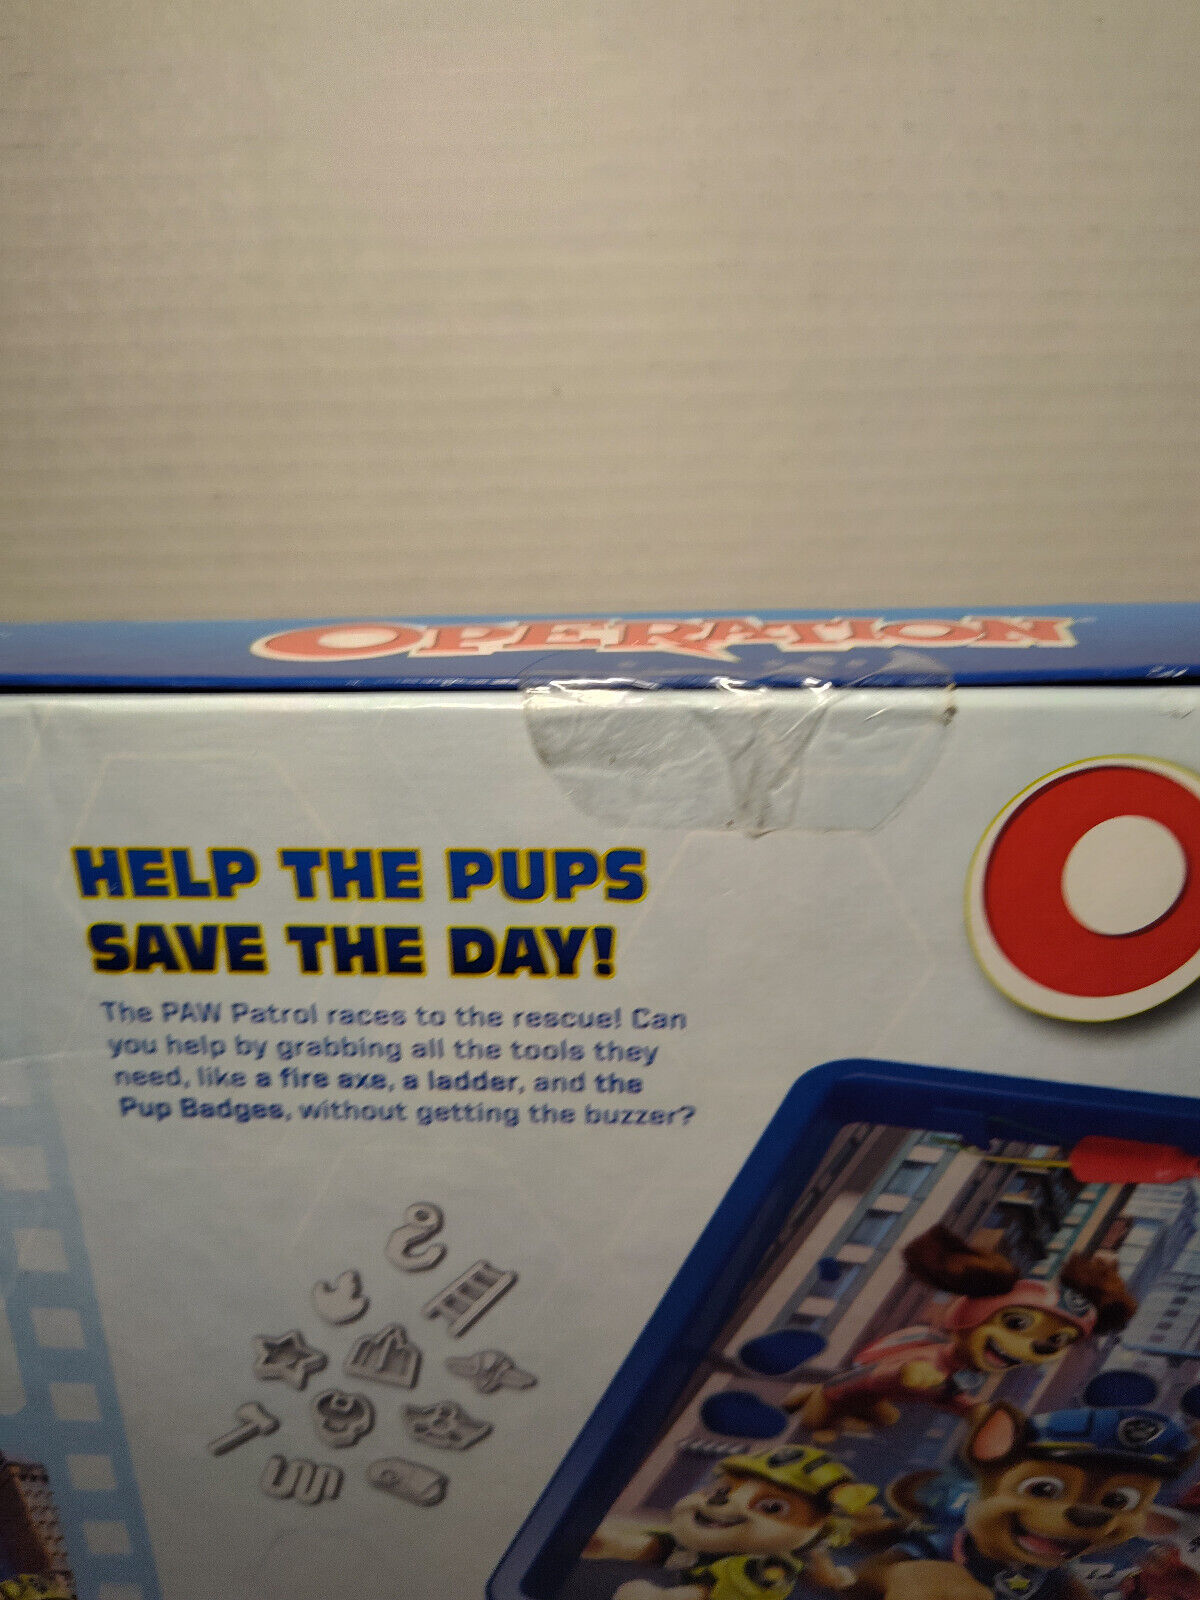 OPERATION
HELP THE PUPS
SAVE THE DAY!
The PAW Patrol races to the rescue! Can
you help by grabbing all the tools they
need, like a fire axe, a ladder, and the
Pup Badges, without getting the buzzer?
O